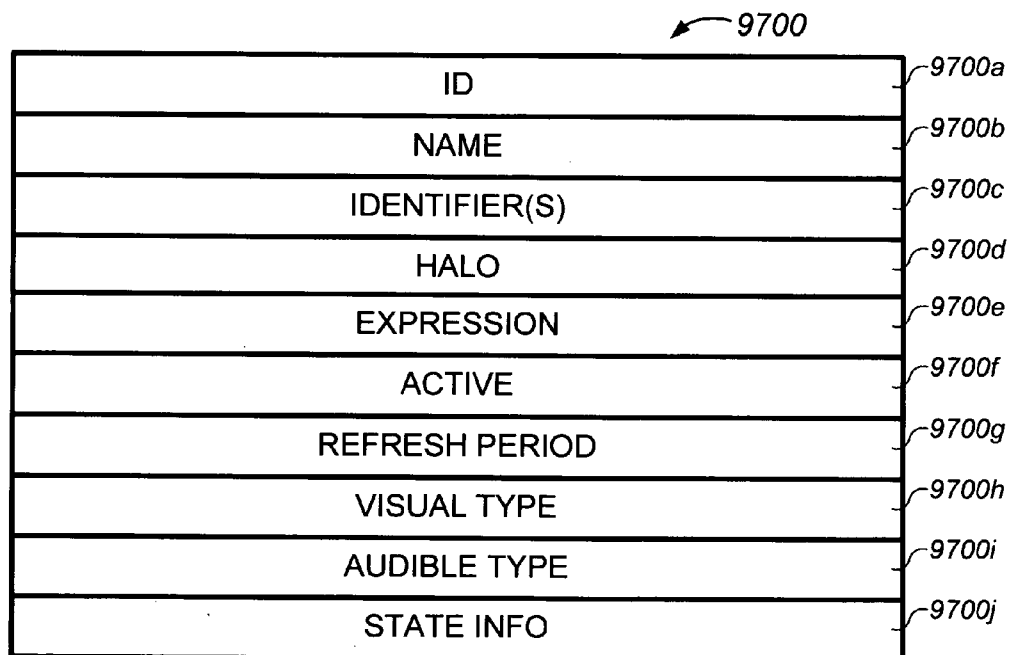 9700
ID 9700a
NAME 9700b
IDENTIFIER(S) 9700c
HALO 9700d
EXPRESSION 9700e
ACTIVE 9700f
REFRESH PERIOD 9700g
VISUAL TYPE 9700h
AUDIBLE TYPE 9700i
STATE INFO 9700j